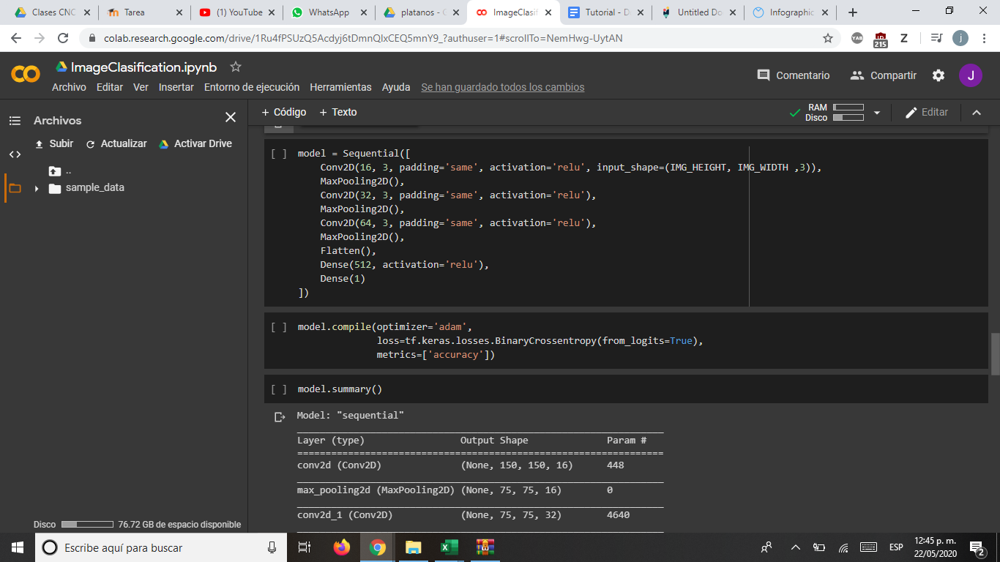 Clases CNC
Tarea
(1) YouTube
WhatsApp
platanos - G
ImageClasif
Tutorial - D
Untitled Do
Infographic
colab.research.google.com/drive/1Ru4fPSUzQ5Acdyj6tDmnQlxCEQ5mnY9_?authuser=1#scrollTo=NemHwg-UytAN
YAB
215
Z
j
ImageClasification.ipynb
Comentario
Compartir
J
Archivo Editar Ver Insertar Entorno de ejecución Herramientas Ayuda Se han guardado todos los cambios
Archivos
+ Código + Texto
RAM
Disco
Editar
Subir Actualizar Activar Drive
..
sample_data
[ ] model = Sequential([
Conv2D(16, 3, padding='same', activation='relu', input_shape=(IMG_HEIGHT, IMG_WIDTH ,3)),
MaxPooling2D(),
Conv2D(32, 3, padding='same', activation='relu'),
MaxPooling2D(),
Conv2D(64, 3, padding='same', activation='relu'),
MaxPooling2D(),
Flatten(),
Dense(512, activation='relu'),
Dense(1)
])
[ ] model.compile(optimizer='adam',
loss=tf.keras.losses.BinaryCrossentropy(from_logits=True),
metrics=['accuracy'])
[ ] model.summary()
Model: "sequential"
_________________________________________________________________
Layer (type) Output Shape Param #
=================================================================
conv2d (Conv2D) (None, 150, 150, 16) 448
_________________________________________________________________
max_pooling2d (MaxPooling2D) (None, 75, 75, 16) 0
_________________________________________________________________
conv2d_1 (Conv2D) (None, 75, 75, 32) 4640
_________________________________________________________________
Disco 76.72 GB de espacio disponible
Escribe aquí para buscar
ESP
12:45 p. m.
22/05/2020
2